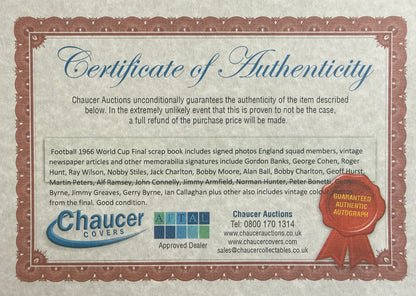 Certificate of Authenticity
Chaucer Auctions unconditionally guarantees the authenticity of the item described
below. In the extremely unlikely event that this is proven to not be the case,
a full refund of the purchase price will be made.
Football 1966 World Cup Final scrap book includes signed photos England squad members, vintage
newspaper articles and other memorabilia signatures include Gordon Banks, George Cohen, Roger
Hunt, Ray Wilson, Nobby Stiles, Jack Charlton, Bobby Moore, Alan Ball, Bobby Charlton, Geoff Hurst,
Martin Peters, Alf Ramsey, John Connelly, Jimmy Armfield, Norman Hunter, Peter Bonetti,
Byrne, Jimmy Greaves, Gerry Byrne, Ian Callaghan plus other also includes vintage colour
from the final. Good condition.
GUARANTEED
AUTHENTIC
AUTOGRAPH
Chaucer
COVERS
AFTAL
Approved Dealer
Chaucer Auctions
Tel: 0800 170 1314
www.chaucerauctions.co.uk
www.chaucercovers.com
sales@chaucercollectables.co.uk